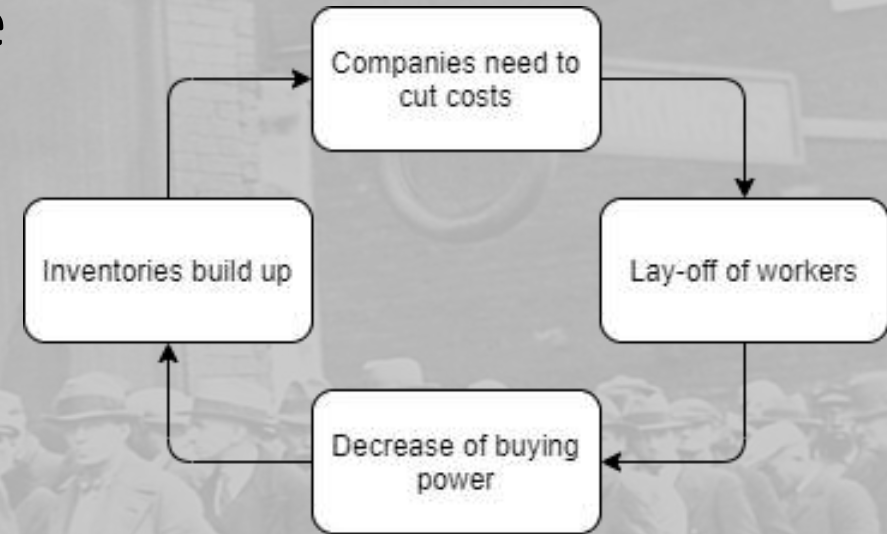 e
Companies need to
cut costs
Inventories build up
Lay-off of workers
Decrease of buying
power